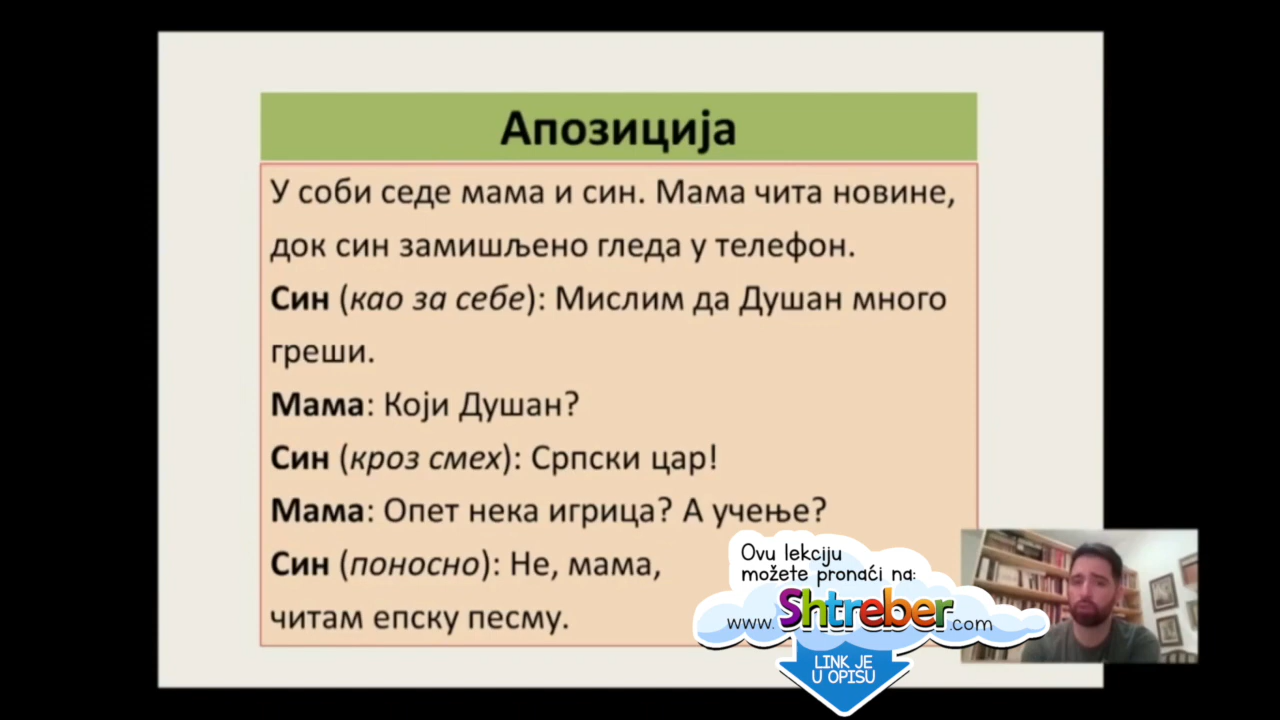 Апозиција
У соби седе мама и син. Мама чита новине,
док син замишљено гледа у телефон.
Син (као за себе): Мислим да Душан много
греши.
Мама: Који Душан?
Син (кроз смех): Српски цар!
Мама: Опет нека игрица? А учење?
Син (поносно): Не, мама,
читам епску песму.
Ovu lekciju
možete pronaći na:
www.Shtreber.com
LINK JE
U OPISU